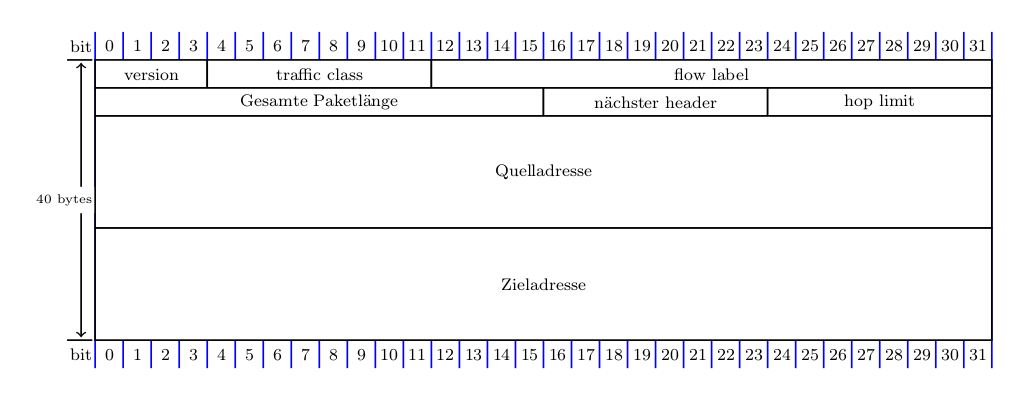 bit 0 1 2 3 4 5 6 7 8 9 10 11 12 13 14 15 16 17 18 19 20 21 22 23 24 25 26 27 28 29 30 31
version traffic class flow label
Gesamte Paketlänge nächster header hop limit
Quelladresse
40 bytes
Zieladresse
bit 0 1 2 3 4 5 6 7 8 9 10 11 12 13 14 15 16 17 18 19 20 21 22 23 24 25 26 27 28 29 30 31